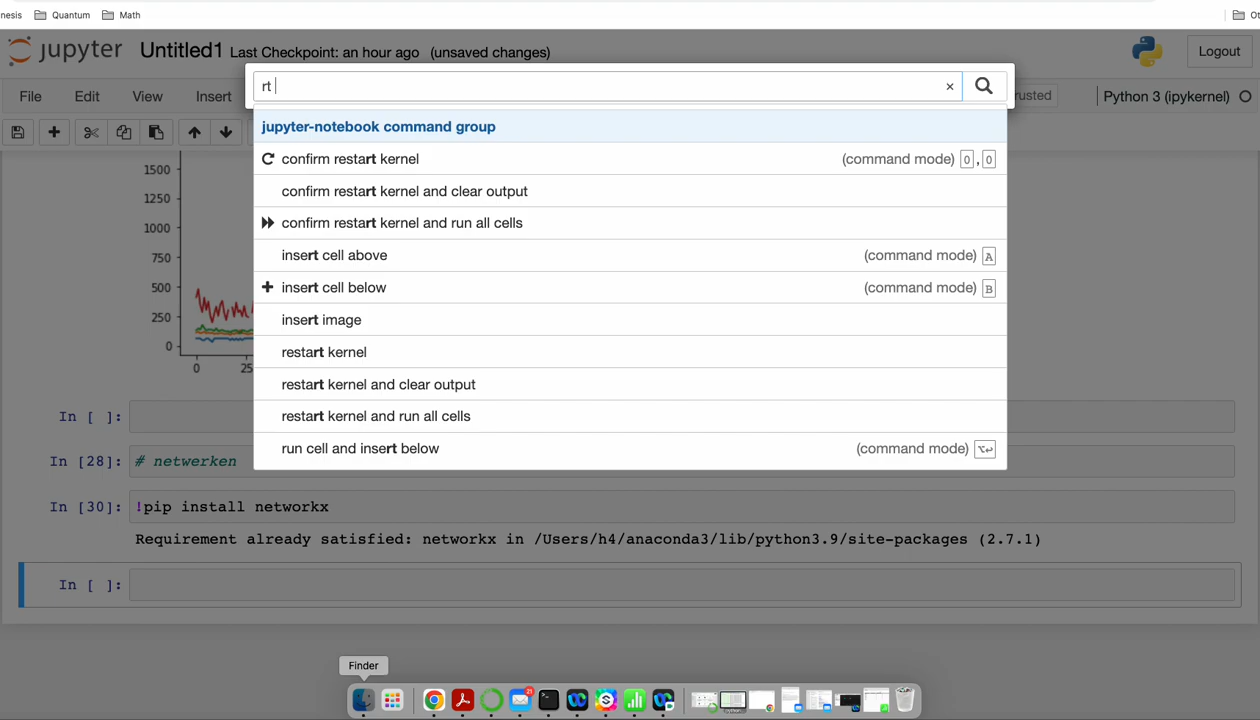 nesis Quantum Math Ot
jupyter Untitled1 Last Checkpoint: an hour ago (unsaved changes) Logout
rt ×
File Edit View Insert rusted Python 3 (ipykernel)
jupyter-notebook command group
confirm restart kernel (command mode) 0,0
confirm restart kernel and clear output
confirm restart kernel and run all cells
insert cell above (command mode) A
insert cell below (command mode) B
insert image
restart kernel
restart kernel and clear output
restart kernel and run all cells
run cell and insert below (command mode) ⌥↩
1500
1250
1000
750
500
250
0
0 25
In [ ]:
In [28]: # netwerken
In [30]: !pip install networkx
Requirement already satisfied: networkx in /Users/h4/anaconda3/lib/python3.9/site-packages (2.7.1)
In [ ]:
Finder
21